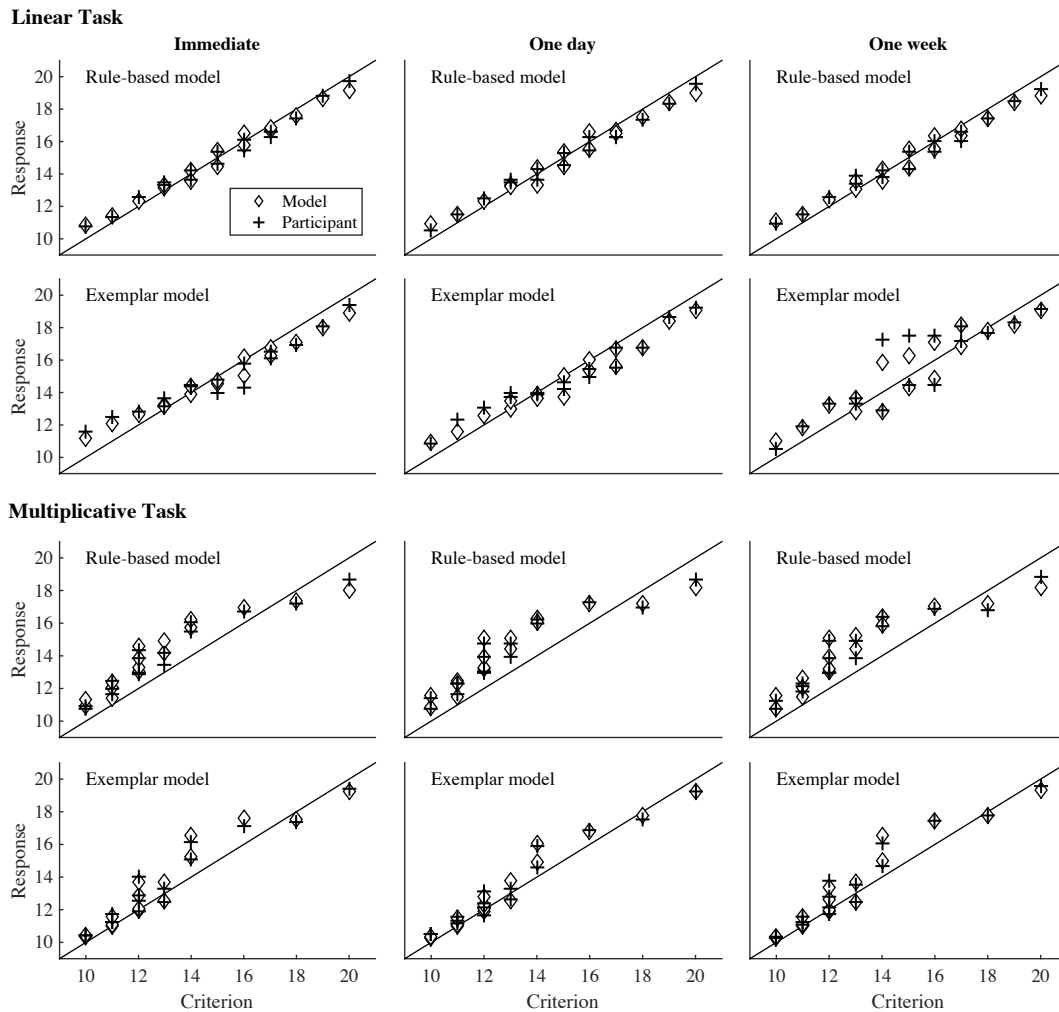 Linear Task
Immediate
One day
One week
Rule-based model
Rule-based model
Rule-based model
20
18
16
14
12
10
Response
Model
Participant
Exemplar model
Exemplar model
Exemplar model
20
18
16
14
12
10
Response
Multiplicative Task
Rule-based model
Rule-based model
Rule-based model
20
18
16
14
12
10
Response
Exemplar model
Exemplar model
Exemplar model
20
18
16
14
12
10
Response
10 12 14 16 18 20
10 12 14 16 18 20
10 12 14 16 18 20
Criterion
Criterion
Criterion